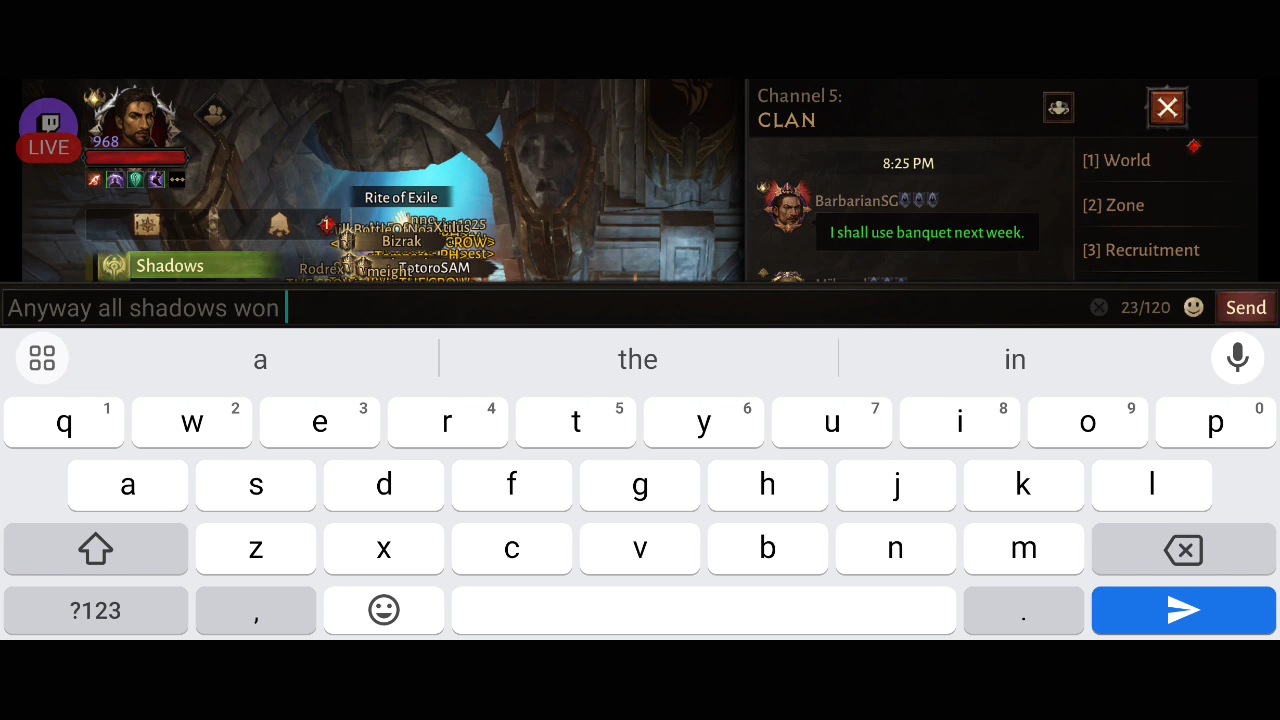 LIVE
968
Rite of Exile
Bizrak
Shadows
TotoroSAM
Channel 5:
CLAN
8:25 PM
BarbarianSG
I shall use banquet next week.
[1] World
[2] Zone
[3] Recruitment
Anyway all shadows won
23/120
Send
a the in
q 1 w 2 e 3 r 4 t 5 y 6 u 7 i 8 o 9 p 0
a s d f g h j k l
z x c v b n m
?123 , .